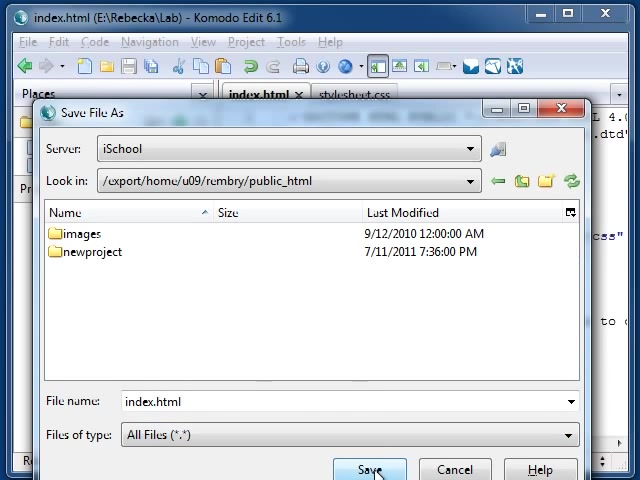 index.html (E:\Rebecka\Lab) - Komodo Edit 6.1
File Edit Code Navigation View Project Tools Help
Places
index.html stylesheet.css
Save File As
Server: iSchool
Look in: /export/home/u09/rembry/public_html
Name Size Last Modified
images 9/12/2010 12:00:00 AM
newproject 7/11/2011 7:36:00 PM
css"
to
File name: index.html
Files of type: All Files (*.*)
Save Cancel Help